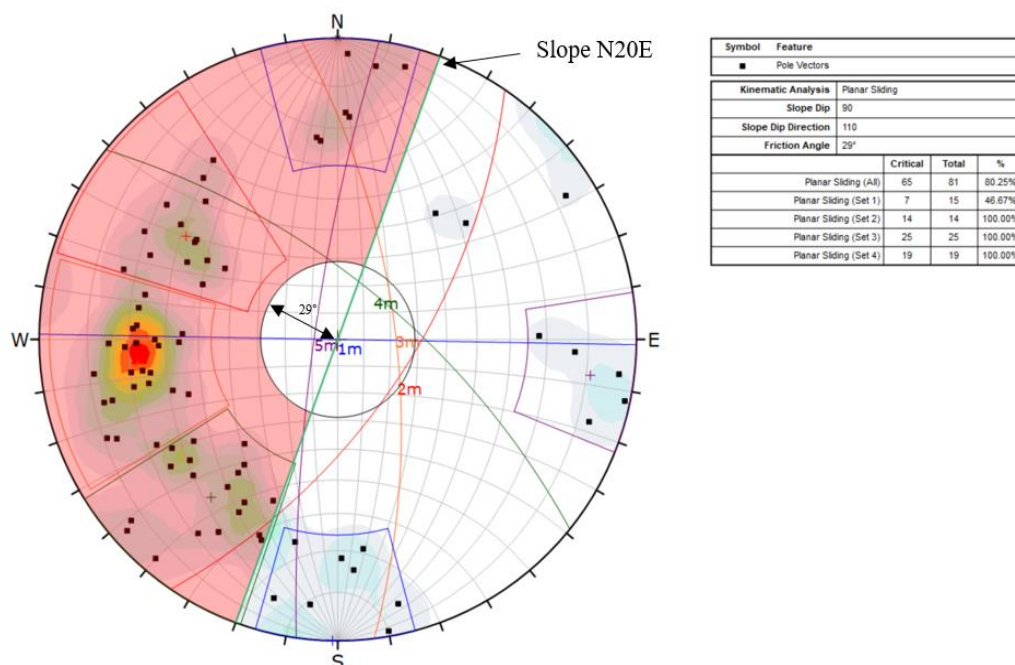 N
Slope N20E
W
E
S
29°
4m
5m
1m
3m
2m
Symbol Feature
■ Pole Vectors
Kinematic Analysis Planar Sliding
Slope Dip 90
Slope Dip Direction 110
Friction Angle 29°
Critical Total %
Planar Sliding (All) 65 81 80.25%
Planar Sliding (Set 1) 7 15 46.67%
Planar Sliding (Set 2) 14 14 100.00%
Planar Sliding (Set 3) 25 25 100.00%
Planar Sliding (Set 4) 19 19 100.00%